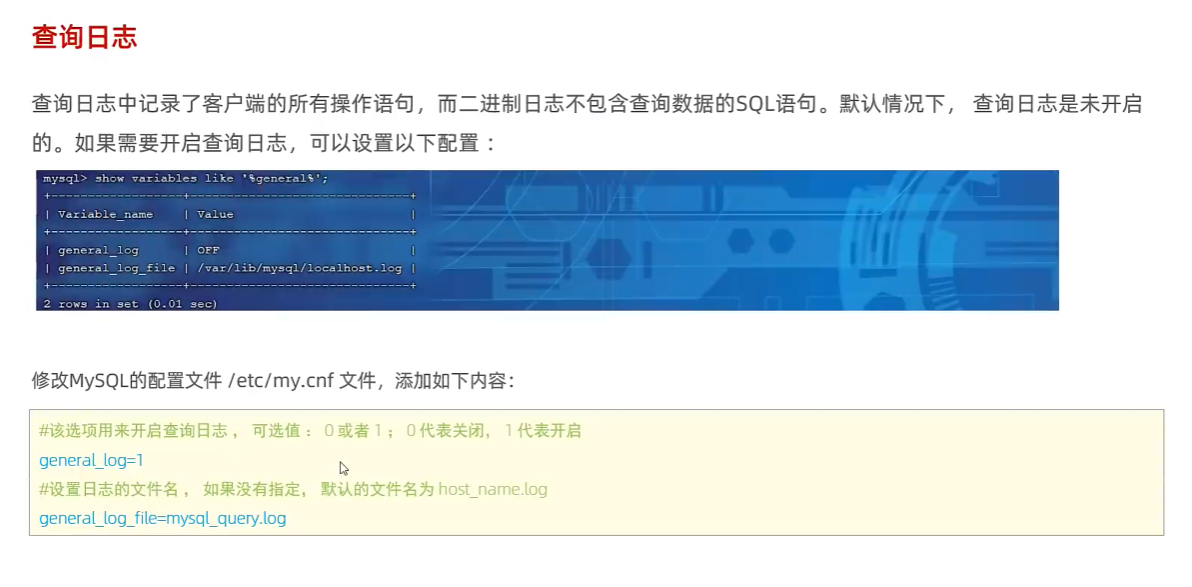 查询日志
查询日志中记录了客户端的所有操作语句，而二进制日志不包含查询数据的SQL语句。默认情况下， 查询日志是未开启
的。如果需要开启查询日志，可以设置以下配置 ：
mysql> show variables like '%general%';
+------------------+------------------------------+
| Variable_name    | Value                        |
+------------------+------------------------------+
| general_log      | OFF                          |
| general_log_file | /var/lib/mysql/localhost.log |
+------------------+------------------------------+
2 rows in set (0.01 sec)
修改MySQL的配置文件 /etc/my.cnf 文件，添加如下内容：
#该选项用来开启查询日志 ， 可选值 ： 0 或者 1 ； 0 代表关闭， 1 代表开启
general_log=1
#设置日志的文件名 ， 如果没有指定， 默认的文件名为 host_name.log
general_log_file=mysql_query.log